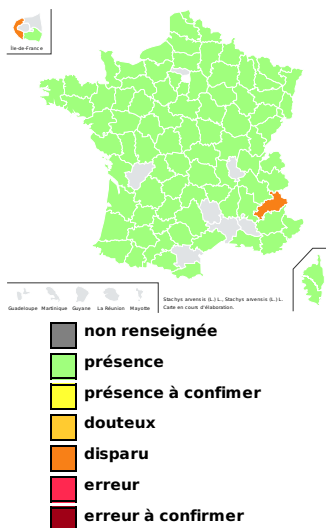 Île-de-France
Stachys arvensis (L.) L., Stachys arvensis (L.) L.
Carte en cours d'élaboration.
Guadeloupe Martinique Guyane La Réunion Mayotte
non renseignée
présence
présence à confimer
douteux
disparu
erreur
erreur à confirmer